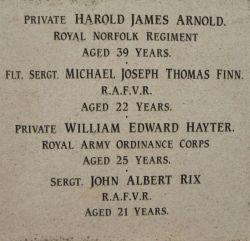 PRIVATE HAROLD JAMES ARNOLD.
ROYAL NORFOLK REGIMENT
AGED 39 YEARS.
FLT. SERGT. MICHAEL JOSEPH THOMAS FINN.
R.A.F.V.R.
AGED 22 YEARS.
PRIVATE WILLIAM EDWARD HAYTER.
ROYAL ARMY ORDINANCE CORPS
AGED 25 YEARS.
SERGT. JOHN ALBERT RIX
R.A.F.V.R.
AGED 21 YEARS.